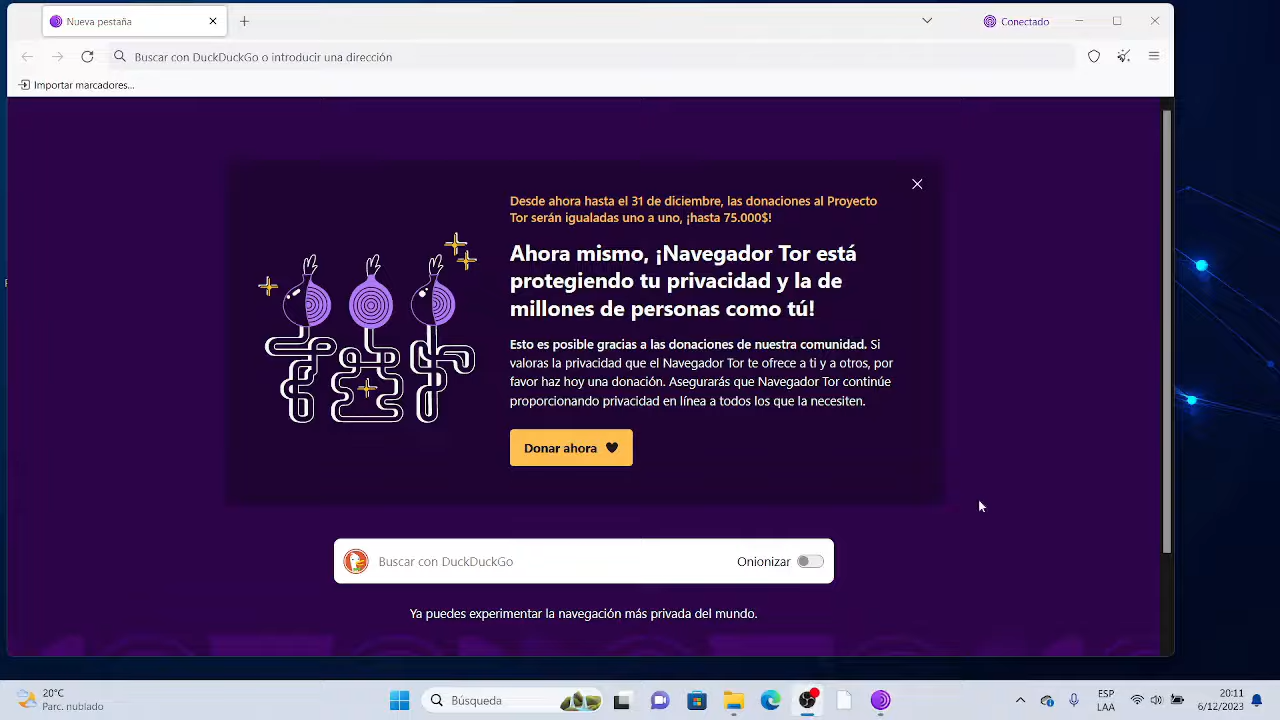 Nueva pestaña
Conectado
Buscar con DuckDuckGo o introducir una dirección
Importar marcadores...
Desde ahora hasta el 31 de diciembre, las donaciones al Proyecto
Tor serán igualadas uno a uno, ¡hasta 75.000$!
Ahora mismo, ¡Navegador Tor está
protegiendo tu privacidad y la de
millones de personas como tú!
Esto es posible gracias a las donaciones de nuestra comunidad. Si
valoras la privacidad que el Navegador Tor te ofrece a ti y a otros, por
favor haz hoy una donación. Asegurarás que Navegador Tor continúe
proporcionando privacidad en línea a todos los que la necesiten.
Donar ahora
Buscar con DuckDuckGo
Onionizar
Ya puedes experimentar la navegación más privada del mundo.
20°C
Parc. nublado
Búsqueda
ESP
LAA
20:11
6/12/2023